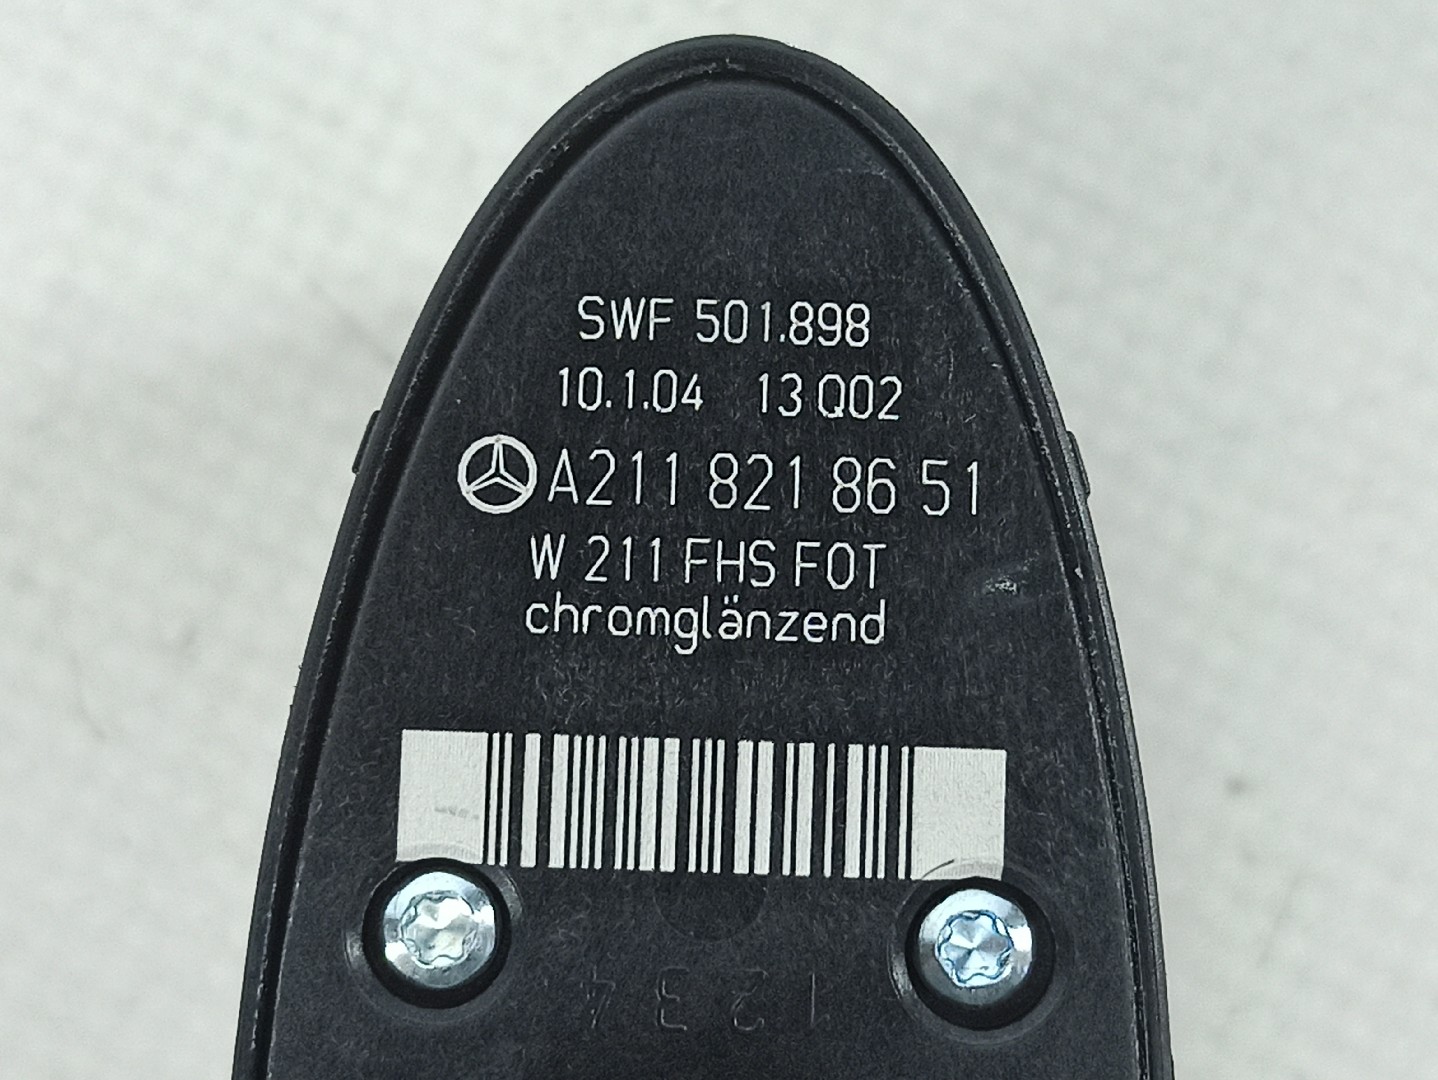 SWF 501.898
10.1.04 13 Q02
A211 821 86 51
W 211 FHS FOT
chromglänzend
1 2 3 4